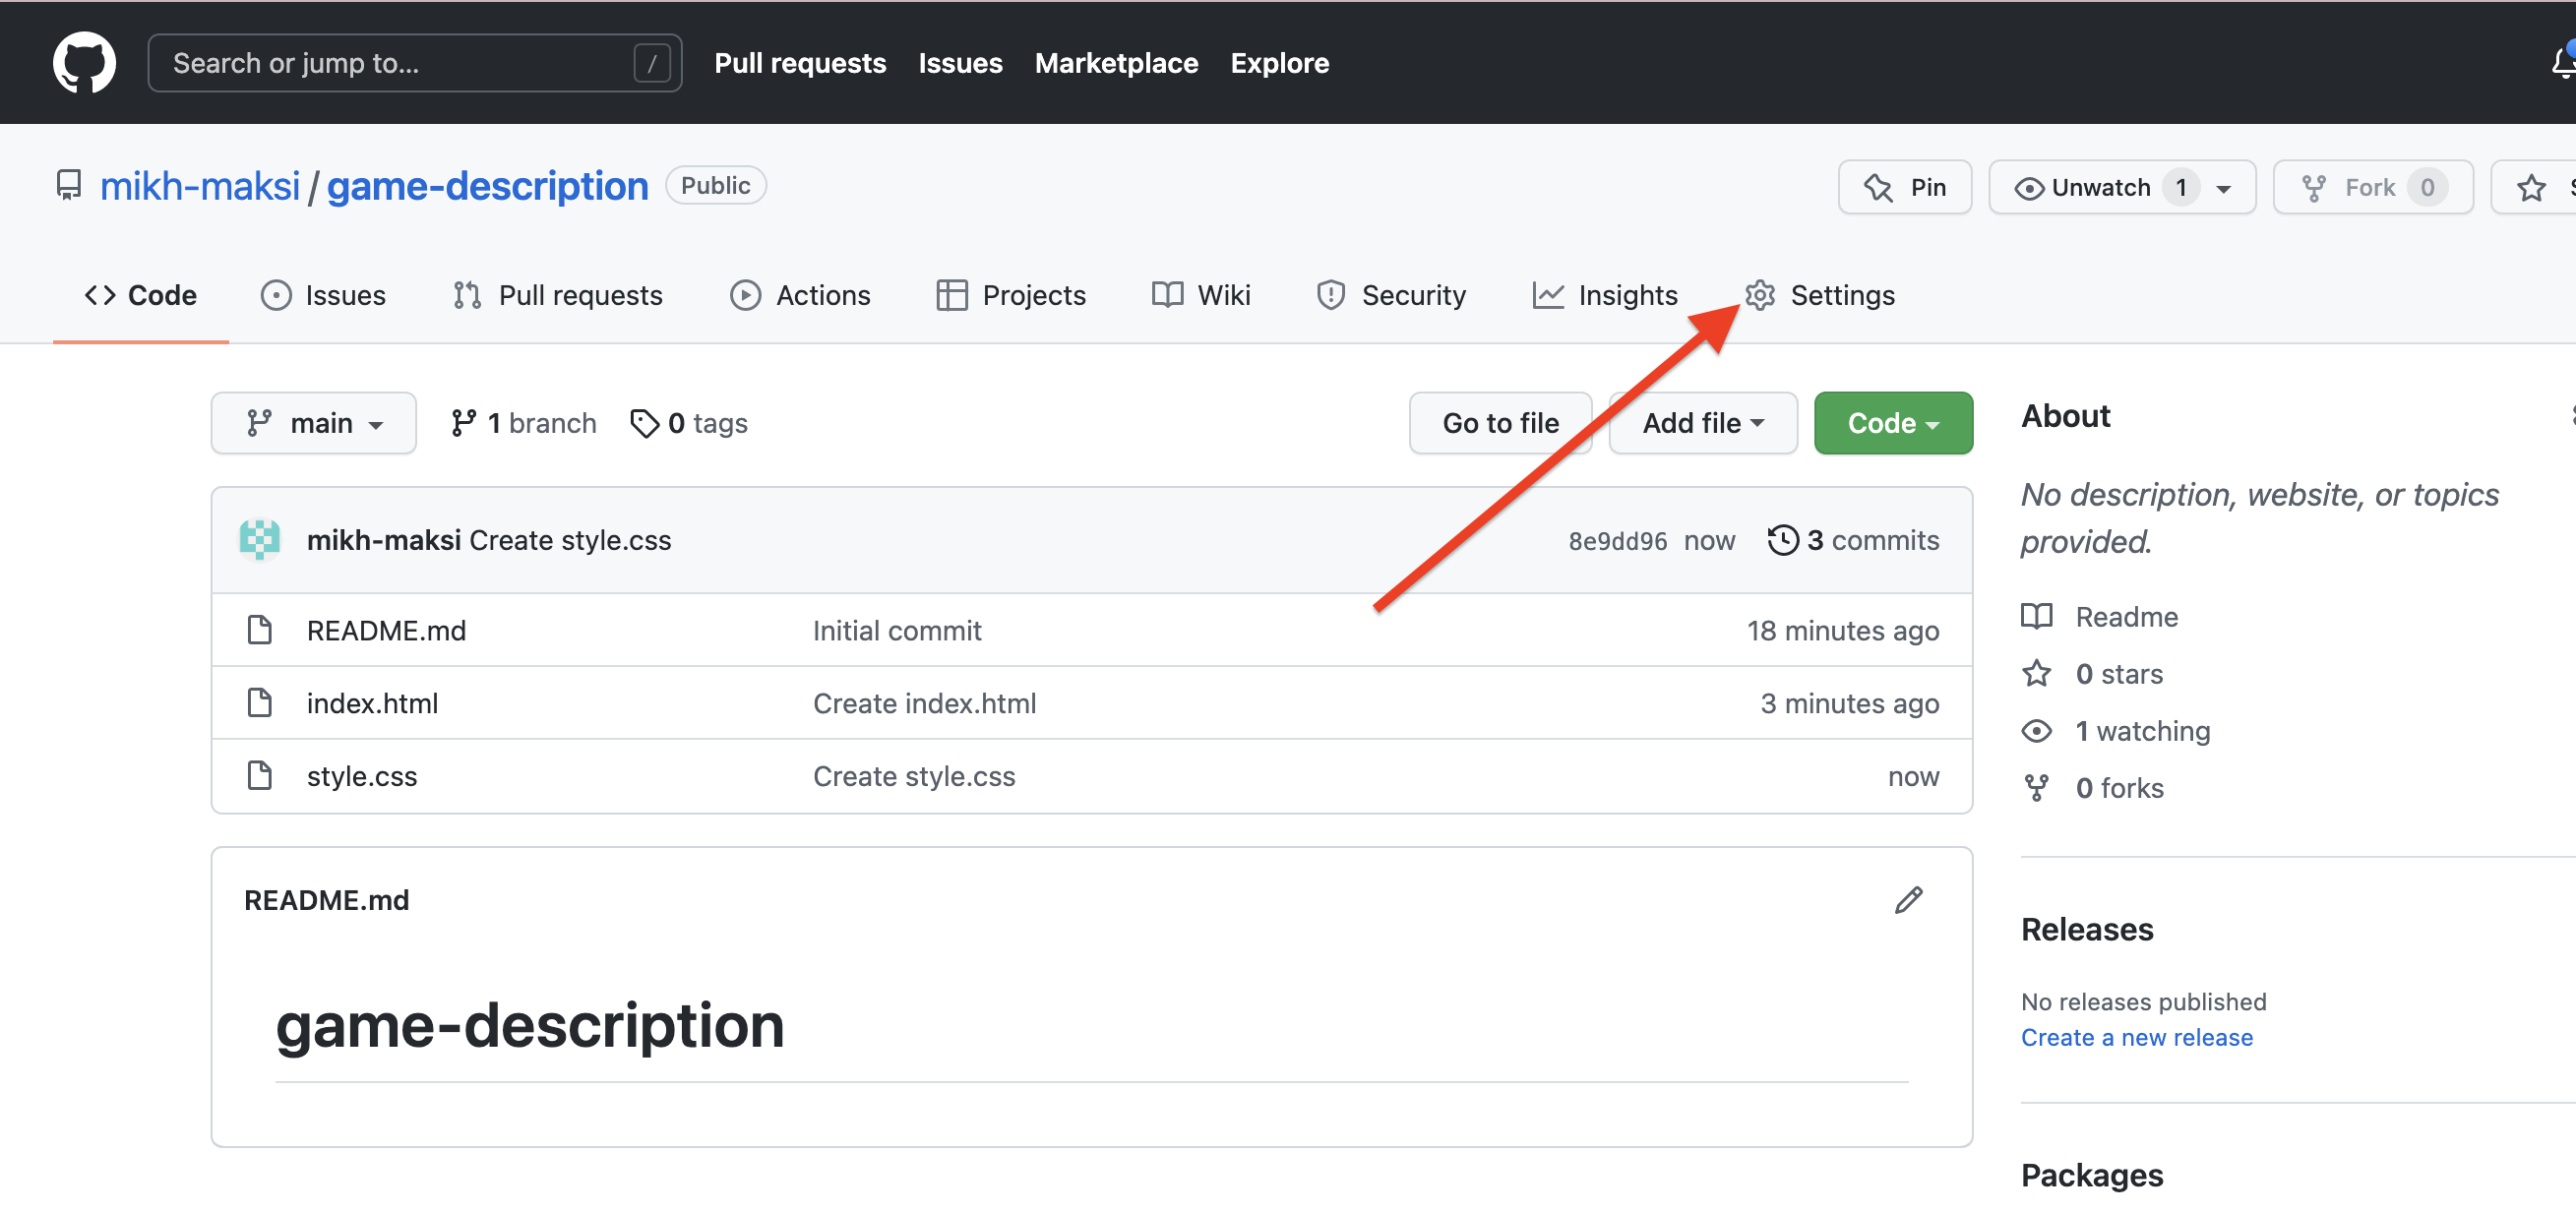 Search or jump to... / Pull requests Issues Marketplace Explore
mikh-maksi / game-description Public Pin Unwatch 1 Fork 0
Code Issues Pull requests Actions Projects Wiki Security Insights Settings
main 1 branch 0 tags Go to file Add file Code
mikh-maksi Create style.css 8e9dd96 now 3 commits
README.md Initial commit 18 minutes ago
index.html Create index.html 3 minutes ago
style.css Create style.css now
README.md
game-description
About
No description, website, or topics
provided.
Readme
0 stars
1 watching
0 forks
Releases
No releases published
Create a new release
Packages